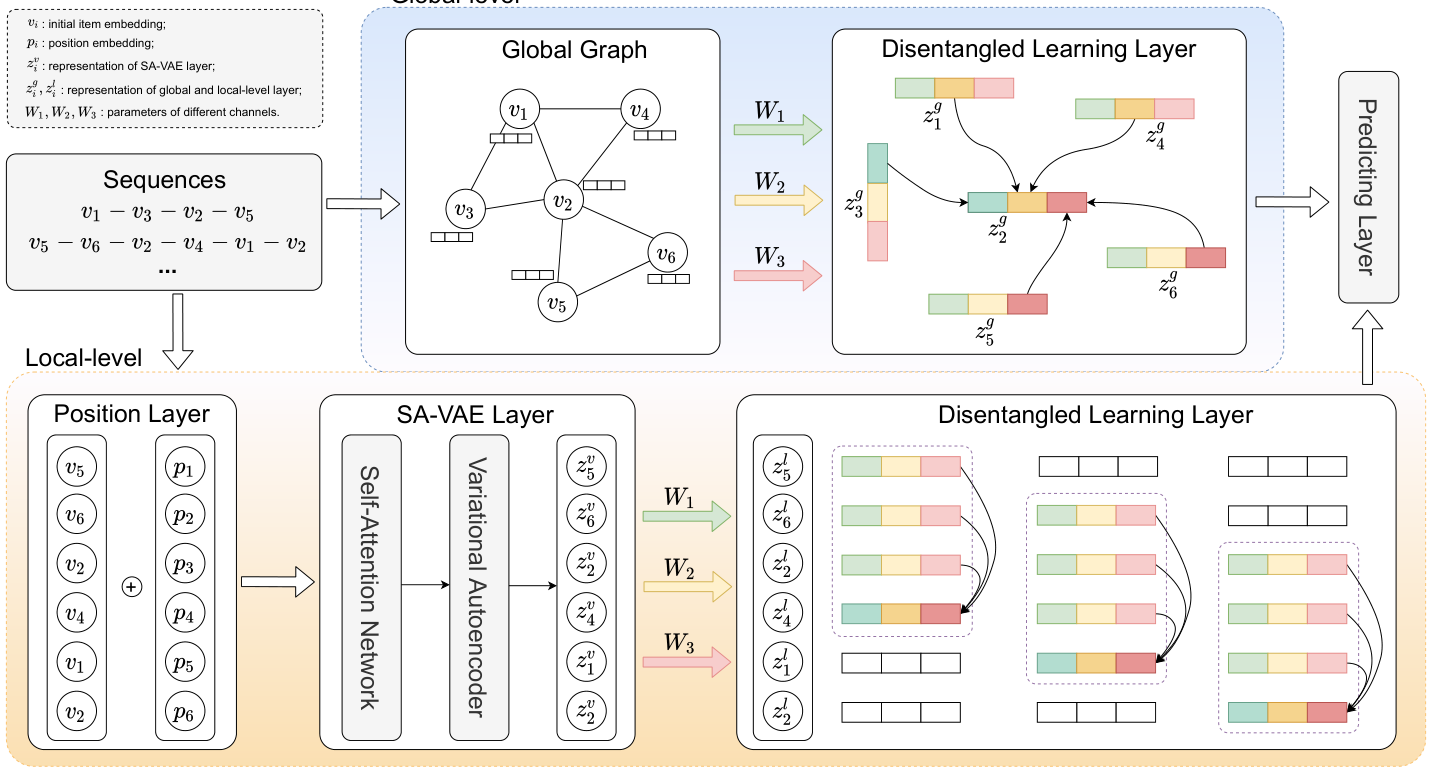 Global-level
v_i : initial item embedding;
p_i : position embedding;
z_i^v : representation of SA-VAE layer;
z_i^g, z_i^l : representation of global and local-level layer;
W_1, W_2, W_3 : parameters of different channels.
Sequences
v_1 − v_3 − v_2 − v_5
v_5 − v_6 − v_2 − v_4 − v_1 − v_2
...
Global Graph
v_1
v_4
v_3
v_2
v_6
v_5
W_1
W_2
W_3
Disentangled Learning Layer
z_1^g
z_4^g
z_3^g
z_2^g
z_6^g
z_5^g
Predicting Layer
Local-level
Position Layer
v_5
v_6
v_2
v_4
v_1
v_2
+
p_1
p_2
p_3
p_4
p_5
p_6
SA-VAE Layer
Self-Attention Network
Variational Autoencoder
z_5^v
z_6^v
z_2^v
z_4^v
z_1^v
z_2^v
W_1
W_2
W_3
Disentangled Learning Layer
z_5^l
z_6^l
z_2^l
z_4^l
z_1^l
z_2^l